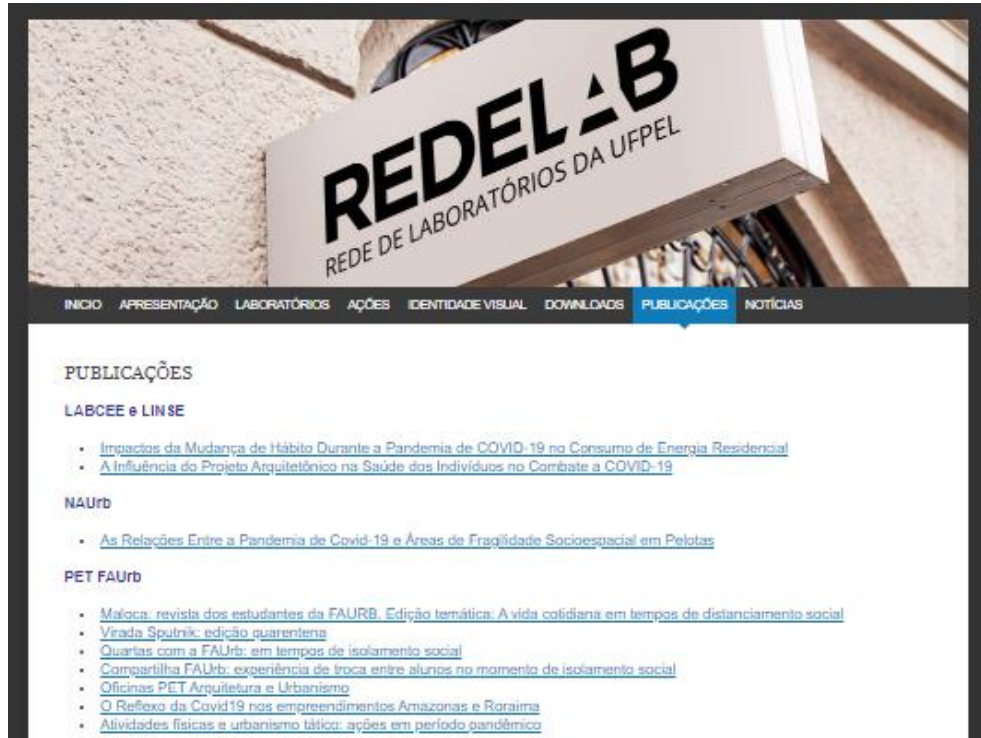 REDELAB
REDE DE LABORATÓRIOS DA UFPEL
INICIO APRESENTAÇÃO LABORATÓRIOS AÇÕES IDENTIDADE VISUAL DOWNLOADS PUBLICAÇÕES NOTÍCIAS
PUBLICAÇÕES
LABCEE e LINSE
• Impactos da Mudança de Hábito Durante a Pandemia de COVID-19 no Consumo de Energia Residencial
• A Influência do Projeto Arquitetônico na Saúde dos Indivíduos no Combate a COVID-19
NAUrb
• As Relações Entre a Pandemia de Covid-19 e Áreas de Fragilidade Socioespacial em Pelotas
PET FAUrb
• Maloca: revista dos estudantes da FAURB. Edição temática: A vida cotidiana em tempos de distanciamento social
• Virada Sputnik: edição quarentena
• Quartas com a FAUrb: em tempos de isolamento social
• Compartilha FAUrb: experiência de troca entre alunos no momento de isolamento social
• Oficinas PET Arquitetura e Urbanismo
• O Reflexo da Covid19 nos empreendimentos Amazonas e Roraima
• Atividades físicas e urbanismo tático: ações em período pandêmico